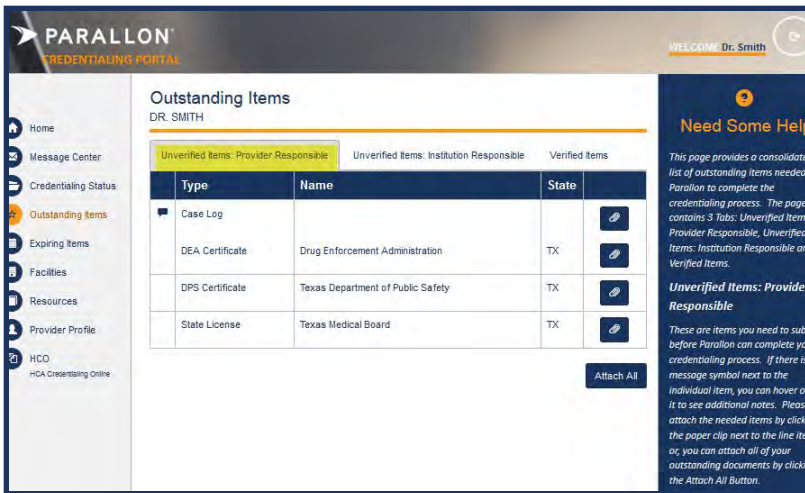 PARALLON
CREDENTIALING PORTAL
WELCOME Dr. Smith
Home
Message Center
Credentialing Status
Outstanding Items
Expiring Items
Facilities
Resources
Provider Profile
HCO
HCA Credentialing Online
Outstanding Items
DR. SMITH
Unverified Items: Provider Responsible Unverified Items: Institution Responsible Verified Items
Type Name State
Case Log
DEA Certificate Drug Enforcement Administration TX
DPS Certificate Texas Department of Public Safety TX
State License Texas Medical Board TX
Attach All
?
Need Some Help
This page provides a consolidate
list of outstanding items needed
Parallon to complete the
credentialing process. The page
contains 3 Tabs: Unverified Item
Provider Responsible, Unverified
Items: Institution Responsible an
Verified Items.
Unverified Items: Provide
Responsible
These are items you need to sub
before Parallon can complete yo
credentialing process. If there is
message symbol next to the
individual item, you can hover o
it to see additional notes. Pleas
attach the needed items by click
the paper clip next to the line ite
or, you can attach all of your
outstanding documents by clicki
the Attach All Button.